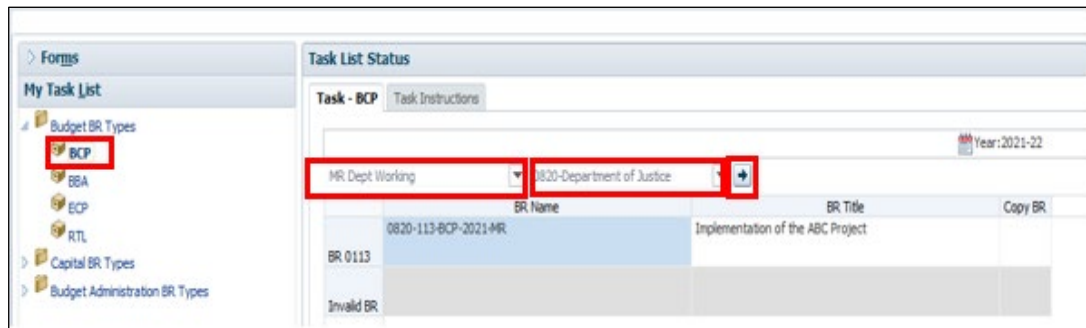 Forms
My Task List
Budget BR Types
BCP
BBA
ECP
RTL
Capital BR Types
Budget Administration BR Types
Task List Status
Task - BCP Task Instructions
Year:2021-22
MR Dept Working 0820-Department of Justice
BR Name BR Title Copy BR
BR 0113 0820-113-BCP-2021-MR Implementation of the ABC Project
Invalid BR